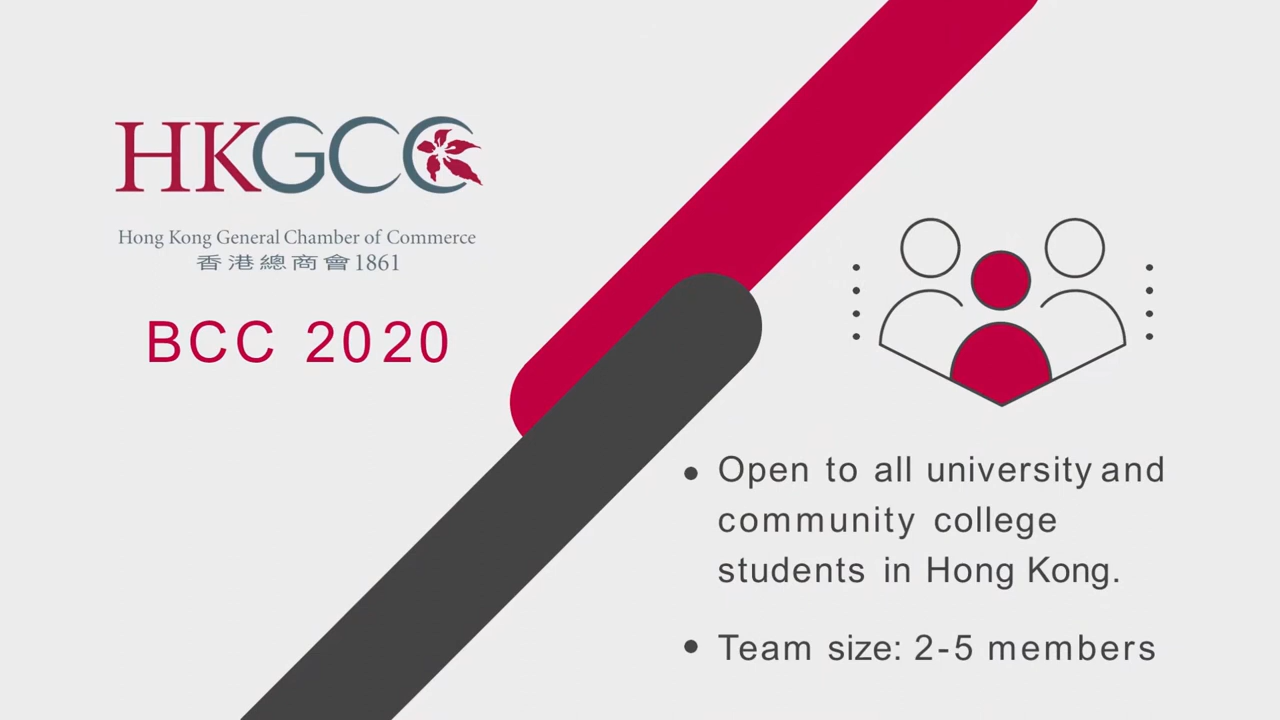 HKGCC
Hong Kong General Chamber of Commerce
香港總商會1861
BCC 2020
• Open to all university and
community college
students in Hong Kong.
• Team size: 2-5 members